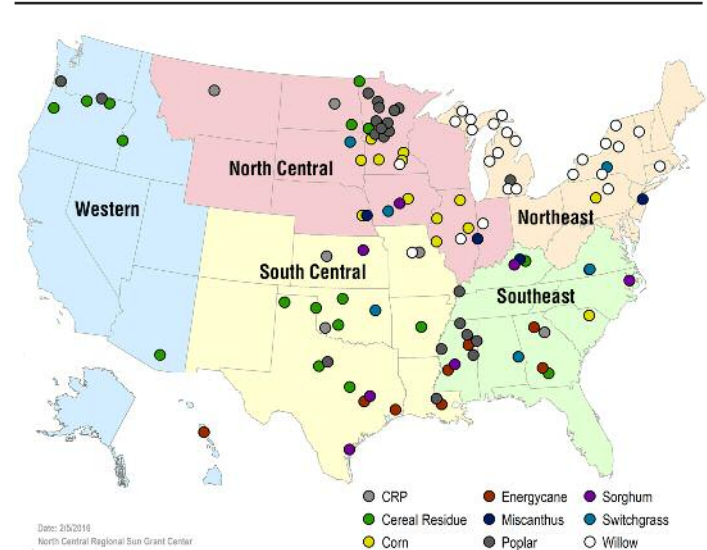 North Central
Western
Northeast
South Central
Southeast
CRP
Energycane
Sorghum
Cereal Residue
Miscanthus
Switchgrass
Corn
Poplar
Willow
Date: 2/5/2016
North Central Regional Sun Grant Center